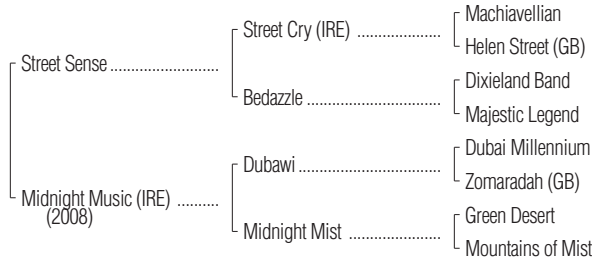 Machiavellian
Street Cry (IRE) ..................
Helen Street (GB)
Street Sense .......................
Dixieland Band
Bedazzle .............................
Majestic Legend
Dubai Millennium
Dubawi ..............................
Zomaradah (GB)
Midnight Music (IRE) .........
(2008)
Green Desert
Midnight Mist ...................
Mountains of Mist